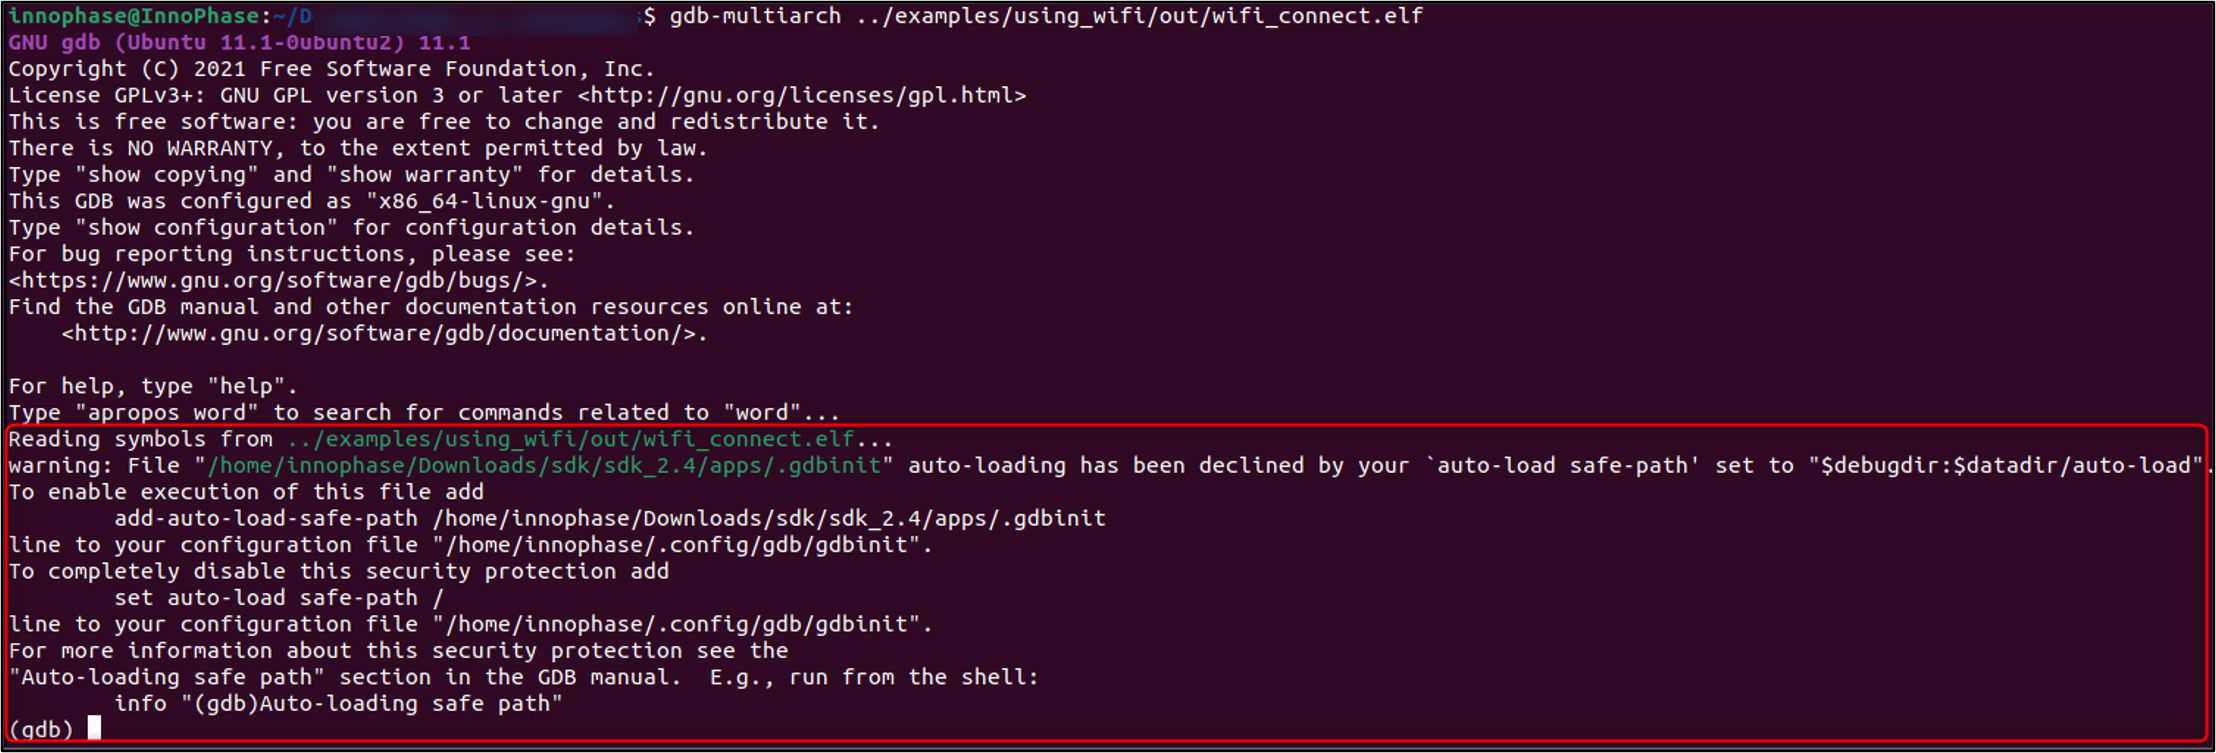 innophase@InnoPhase:~/D $ gdb-multiarch ../examples/using_wifi/out/wifi_connect.elf
GNU gdb (Ubuntu 11.1-0ubuntu2) 11.1
Copyright (C) 2021 Free Software Foundation, Inc.
License GPLv3+: GNU GPL version 3 or later <http://gnu.org/licenses/gpl.html>
This is free software: you are free to change and redistribute it.
There is NO WARRANTY, to the extent permitted by law.
Type "show copying" and "show warranty" for details.
This GDB was configured as "x86_64-linux-gnu".
Type "show configuration" for configuration details.
For bug reporting instructions, please see:
<https://www.gnu.org/software/gdb/bugs/>.
Find the GDB manual and other documentation resources online at:
    <http://www.gnu.org/software/gdb/documentation/>.

For help, type "help".
Type "apropos word" to search for commands related to "word"...
Reading symbols from ../examples/using_wifi/out/wifi_connect.elf...
warning: File "/home/innophase/Downloads/sdk/sdk_2.4/apps/.gdbinit" auto-loading has been declined by your `auto-load safe-path' set to "$debugdir:$datadir/auto-load".
To enable execution of this file add
        add-auto-load-safe-path /home/innophase/Downloads/sdk/sdk_2.4/apps/.gdbinit
line to your configuration file "/home/innophase/.config/gdb/gdbinit".
To completely disable this security protection add
        set auto-load safe-path /
line to your configuration file "/home/innophase/.config/gdb/gdbinit".
For more information about this security protection see the
"Auto-loading safe path" section in the GDB manual.  E.g., run from the shell:
        info "(gdb)Auto-loading safe path"
(gdb)